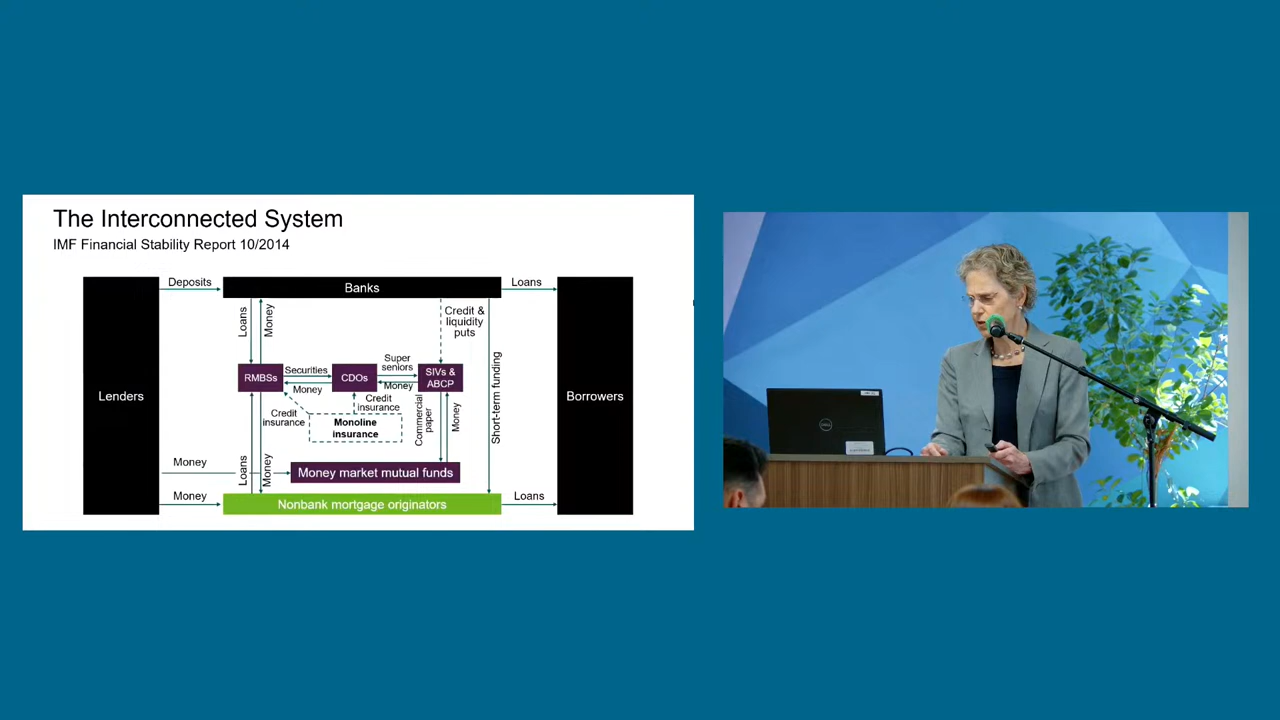 The Interconnected System
IMF Financial Stability Report 10/2014
Deposits
Banks
Loans
Loans
Money
Credit &
liquidity
puts
Lenders
RMBSs
Securities
Money
CDOs
Super
seniors
Money
SIVs &
ABCP
Short-term funding
Borrowers
Credit
insurance
Credit
insurance
Monoline
insurance
Commercial
paper
Money
Money
Loans
Money
Money market mutual funds
Money
Nonbank mortgage originators
Loans
DELL